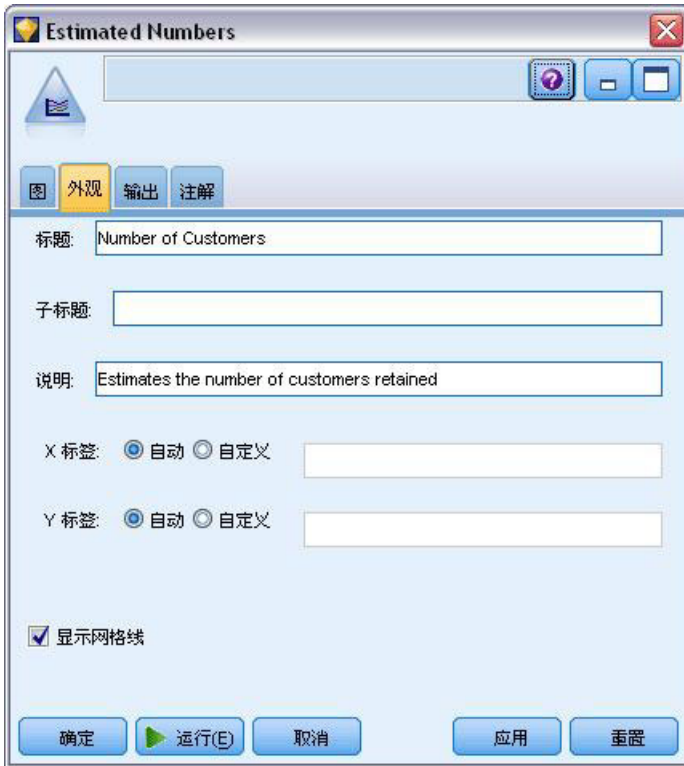 Estimated Numbers
?
图 外观 输出 注解
标题: Number of Customers
子标题:
说明: Estimates the number of customers retained
X 标签: 自动 自定义
Y 标签: 自动 自定义
显示网格线
确定 运行(E) 取消 应用 重置